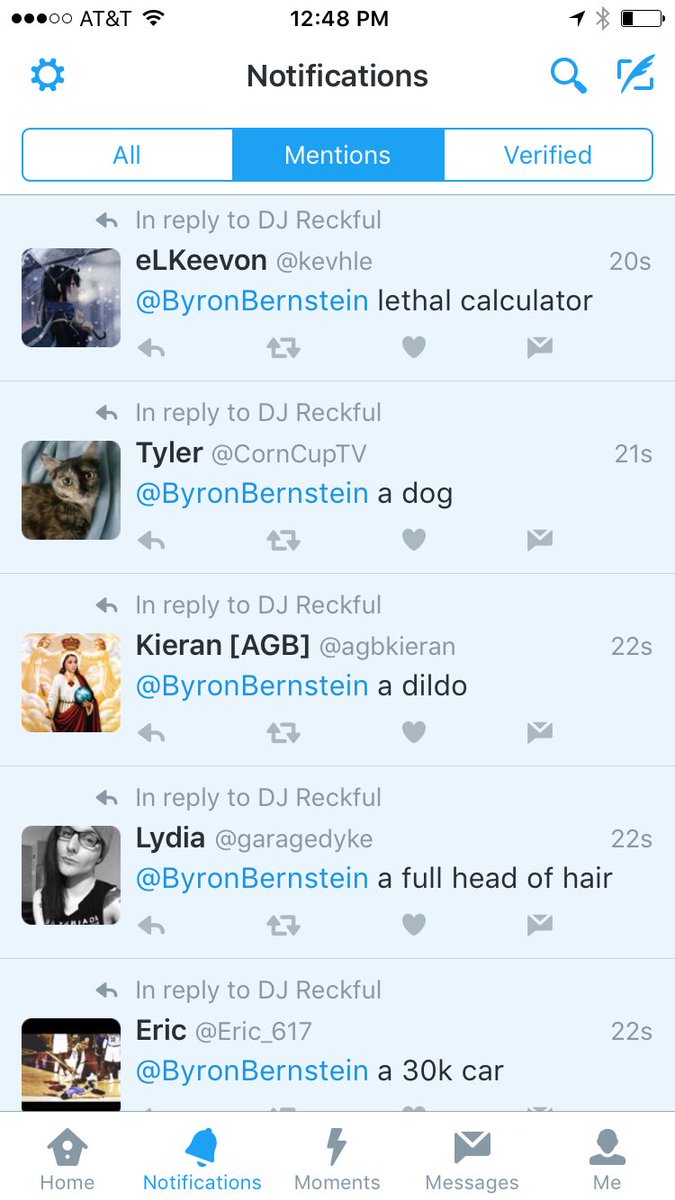 AT&T 12:48 PM
Notifications
All Mentions Verified
In reply to DJ Reckful
eLKeevon @kevhle 20s
@ByronBernstein lethal calculator
In reply to DJ Reckful
Tyler @CornCupTV 21s
@ByronBernstein a dog
In reply to DJ Reckful
Kieran [AGB] @agbkieran 22s
@ByronBernstein a dildo
In reply to DJ Reckful
Lydia @garagedyke 22s
@ByronBernstein a full head of hair
In reply to DJ Reckful
Eric @Eric_617 22s
@ByronBernstein a 30k car
Home Notifications Moments Messages Me